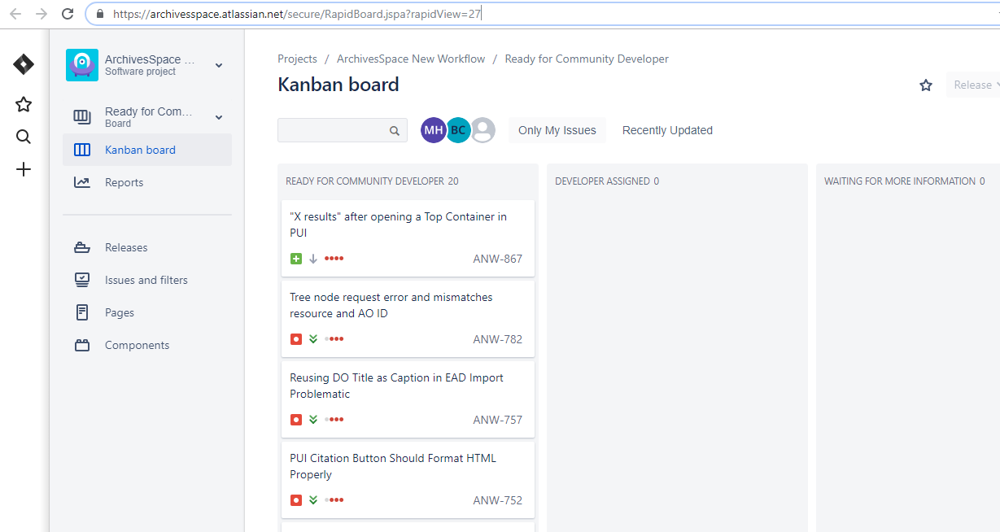 https://archivesspace.atlassian.net/secure/RapidBoard.jspa?rapidView=27
ArchivesSpace ...
Software project
Ready for Com...
Board
Kanban board
Reports
Releases
Issues and filters
Pages
Components
Projects / ArchivesSpace New Workflow / Ready for Community Developer
Kanban board
Release
MH BC Only My Issues Recently Updated
READY FOR COMMUNITY DEVELOPER 20
"X results" after opening a Top Container in
PUI
ANW-867
Tree node request error and mismatches
resource and AO ID
ANW-782
Reusing DO Title as Caption in EAD Import
Problematic
ANW-757
PUI Citation Button Should Format HTML
Properly
ANW-752
DEVELOPER ASSIGNED 0
WAITING FOR MORE INFORMATION 0